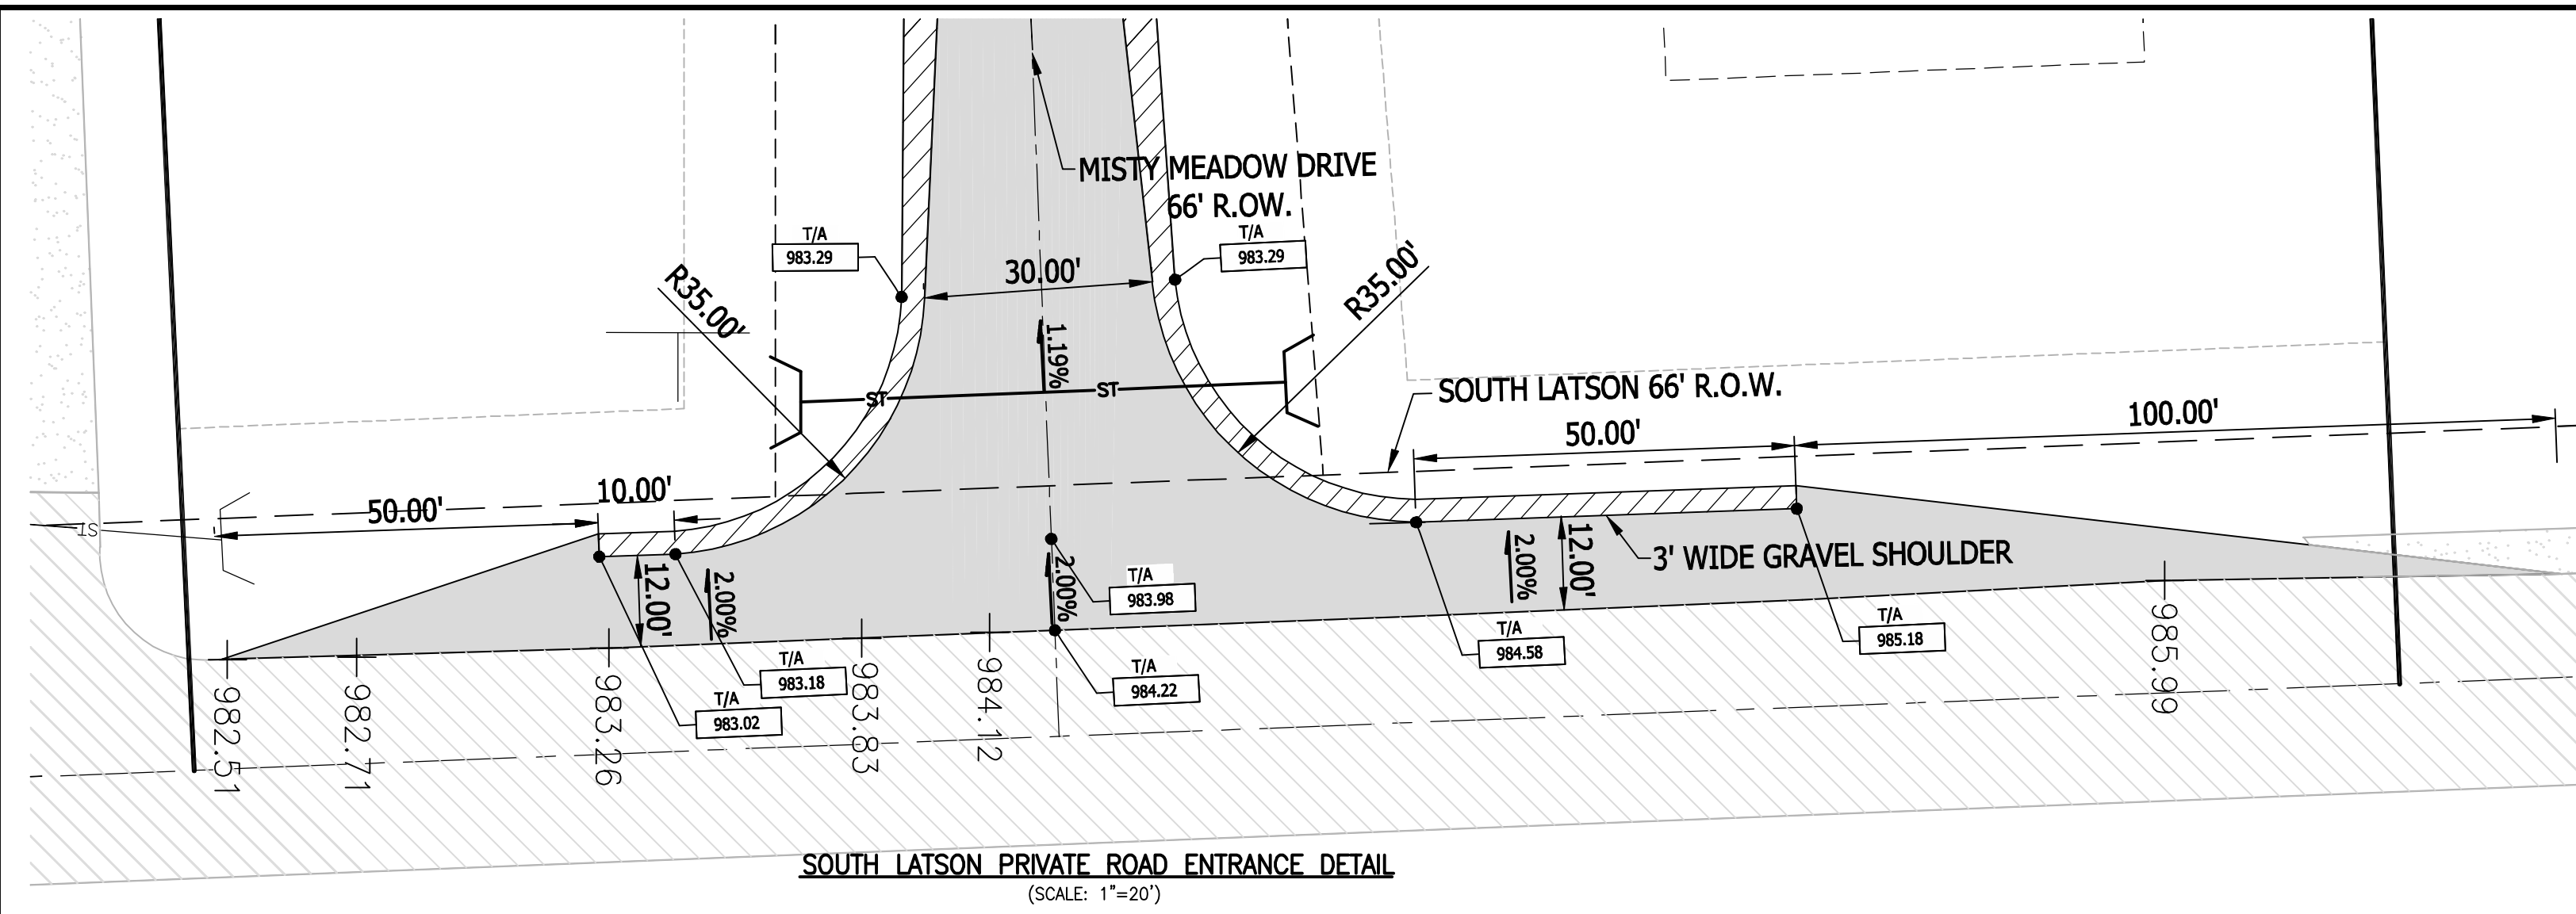 MISTY MEADOW DRIVE
66' R.OW.
T/A
983.29
T/A
983.29
30.00'
R35.00'
R35.00'
1.19%
ST
ST
SOUTH LATSON 66' R.O.W.
100.00'
50.00'
50.00'
10.00'
ST
12.00'
2.00%
2.00%
T/A
983.98
2.00%
12.00'
3' WIDE GRAVEL SHOULDER
T/A
984.58
T/A
985.18
T/A
983.18
T/A
983.02
T/A
984.22
982.51
982.71
983.26
983.83
984.12
985.99
SOUTH LATSON PRIVATE ROAD ENTRANCE DETAIL
(SCALE: 1"=20')